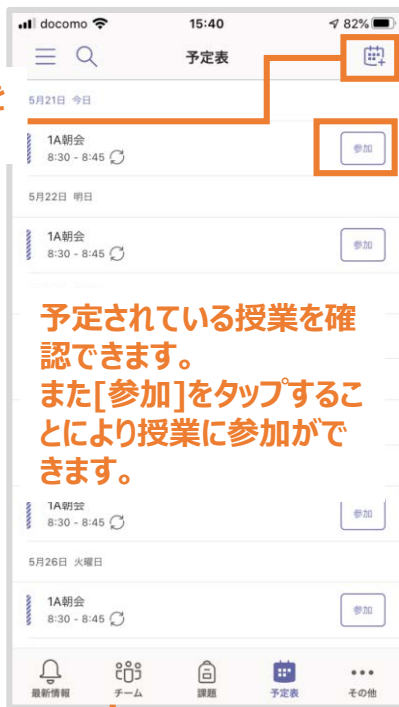 docomo 15:40 82%
予定表
を
5月21日 今日
1A朝会
8:30 - 8:45
参加
5月22日 明日
1A朝会
8:30 - 8:45
参加
予定されている授業を確
認できます。
また[参加]をタップするこ
とにより授業に参加がで
きます。
1A朝会
8:30 - 8:45
参加
5月26日 火曜日
1A朝会
8:30 - 8:45
参加
最新情報 チーム 課題 予定表 その他